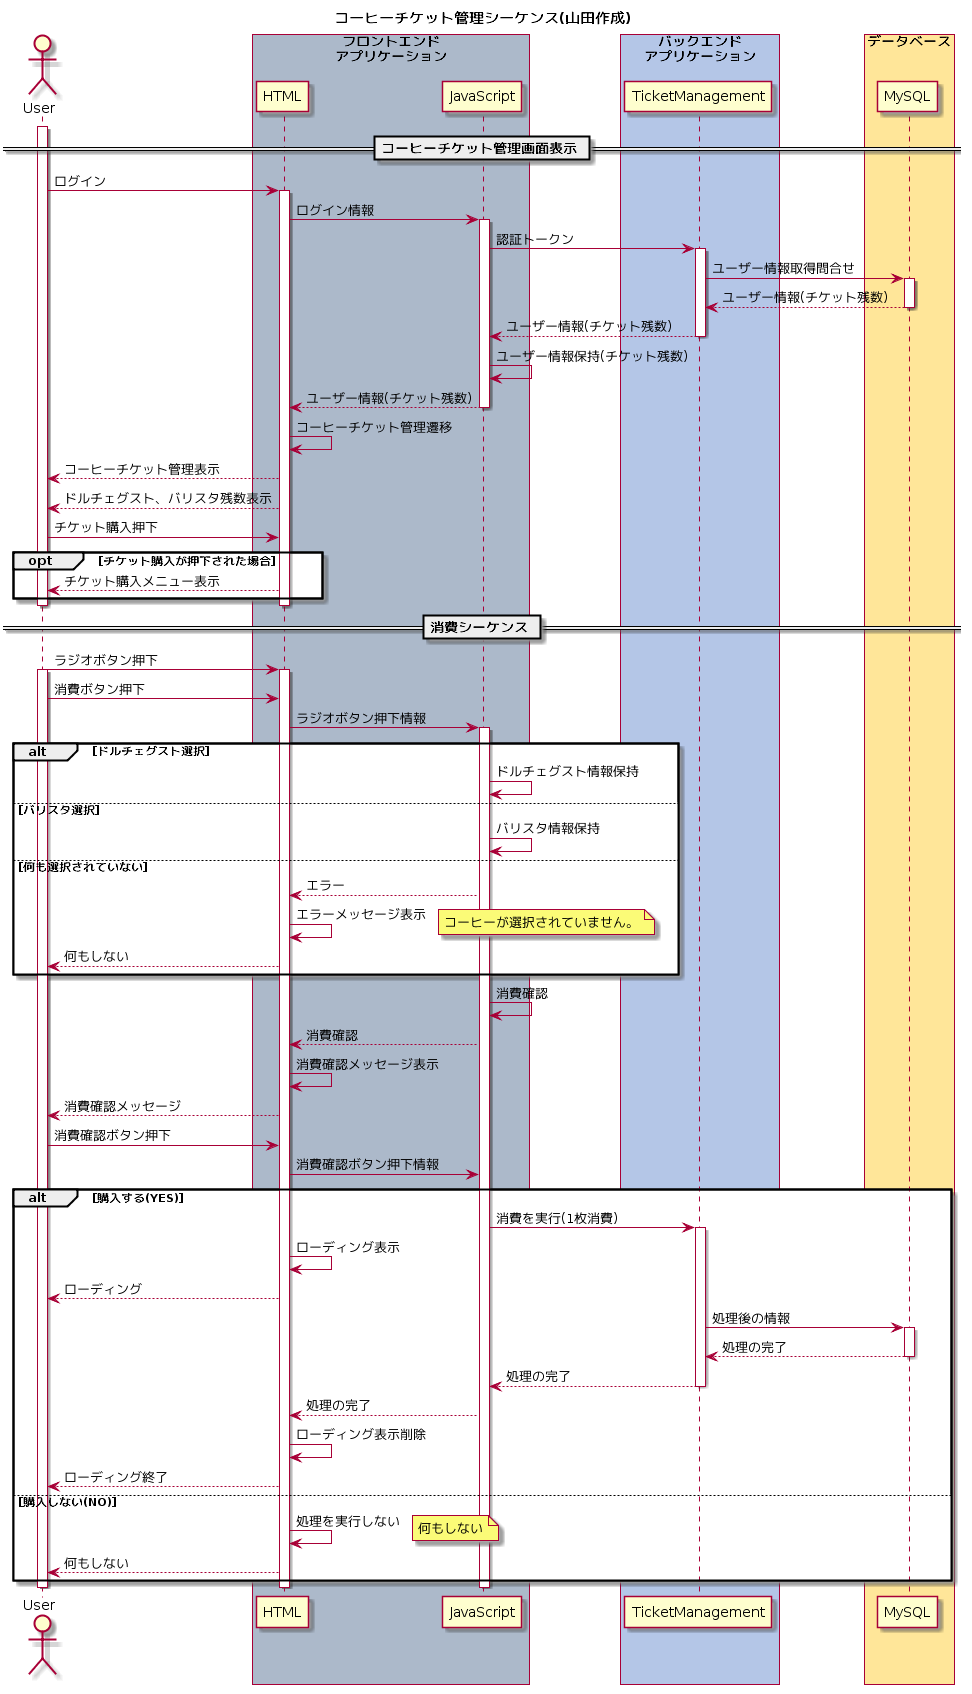 コーヒーチケット管理シーケンス(山田作成)
フロントエンド
アプリケーション
バックエンド
アプリケーション
データベース
User
HTML
JavaScript
TicketManagement
MySQL
コーヒーチケット管理画面表示
ログイン
ログイン情報
認証トークン
ユーザー情報取得問合せ
ユーザー情報(チケット残数)
ユーザー情報(チケット残数)
ユーザー情報保持(チケット残数)
ユーザー情報(チケット残数)
コーヒーチケット管理遷移
コーヒーチケット管理表示
ドルチェグスト、バリスタ残数表示
チケット購入押下
opt [チケット購入が押下された場合]
チケット購入メニュー表示
消費シーケンス
ラジオボタン押下
消費ボタン押下
ラジオボタン押下情報
alt [ドルチェグスト選択]
ドルチェグスト情報保持
[バリスタ選択]
バリスタ情報保持
[何も選択されていない]
エラー
エラーメッセージ表示
コーヒーが選択されていません。
何もしない
消費確認
消費確認
消費確認メッセージ表示
消費確認メッセージ
消費確認ボタン押下
消費確認ボタン押下情報
alt [購入する(YES)]
消費を実行(1枚消費)
ローディング表示
ローディング
処理後の情報
処理の完了
処理の完了
処理の完了
ローディング表示削除
ローディング終了
[購入しない(NO)]
処理を実行しない
何もしない
何もしない
User
HTML
JavaScript
TicketManagement
MySQL